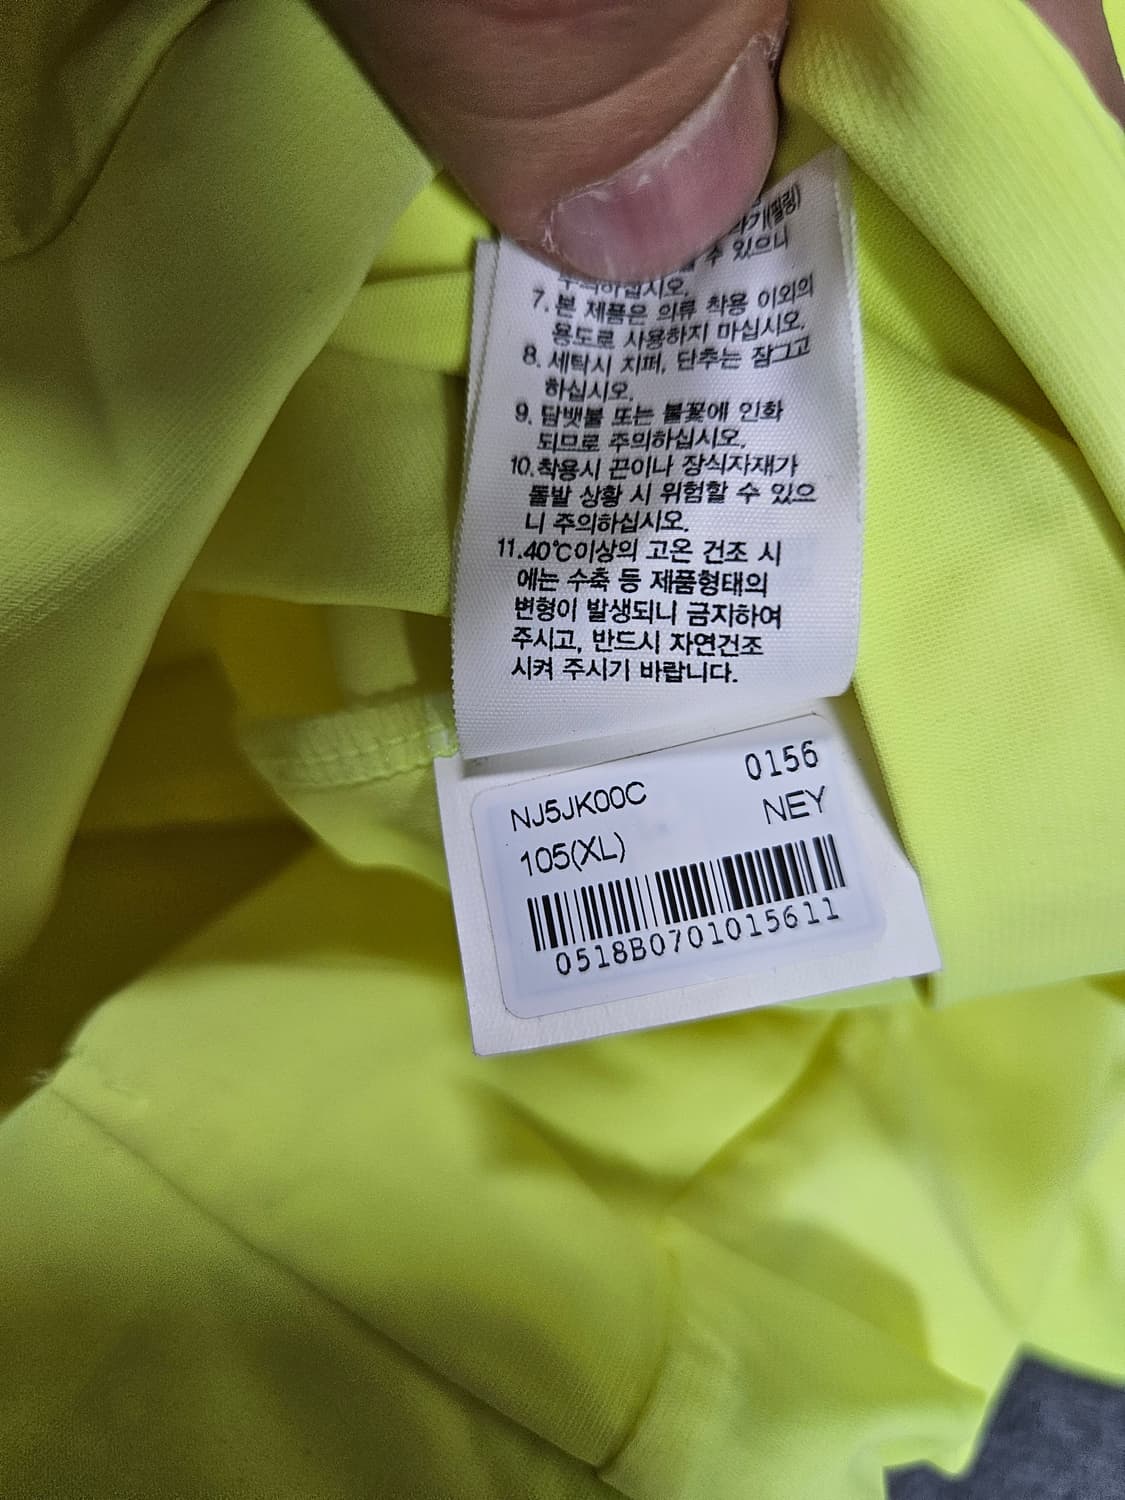 수 있으니
주의하십시오.
7. 본 제품은 의류 착용 이외의
용도로 사용하지 마십시오.
8. 세탁시 지퍼, 단추는 잠그고
하십시오.
9. 담뱃불 또는 불꽃에 인화
되므로 주의하십시오.
10. 착용시 끈이나 장식자재가
돌발 상황 시 위험할 수 있으
니 주의하십시오.
11. 40℃이상의 고온 건조 시
에는 수축 등 제품형태의
변형이 발생되니 금지하여
주시고, 반드시 자연건조
시켜 주시기 바랍니다.
0156
NJ5JK00C NEY
105(XL)
0518B0701015611